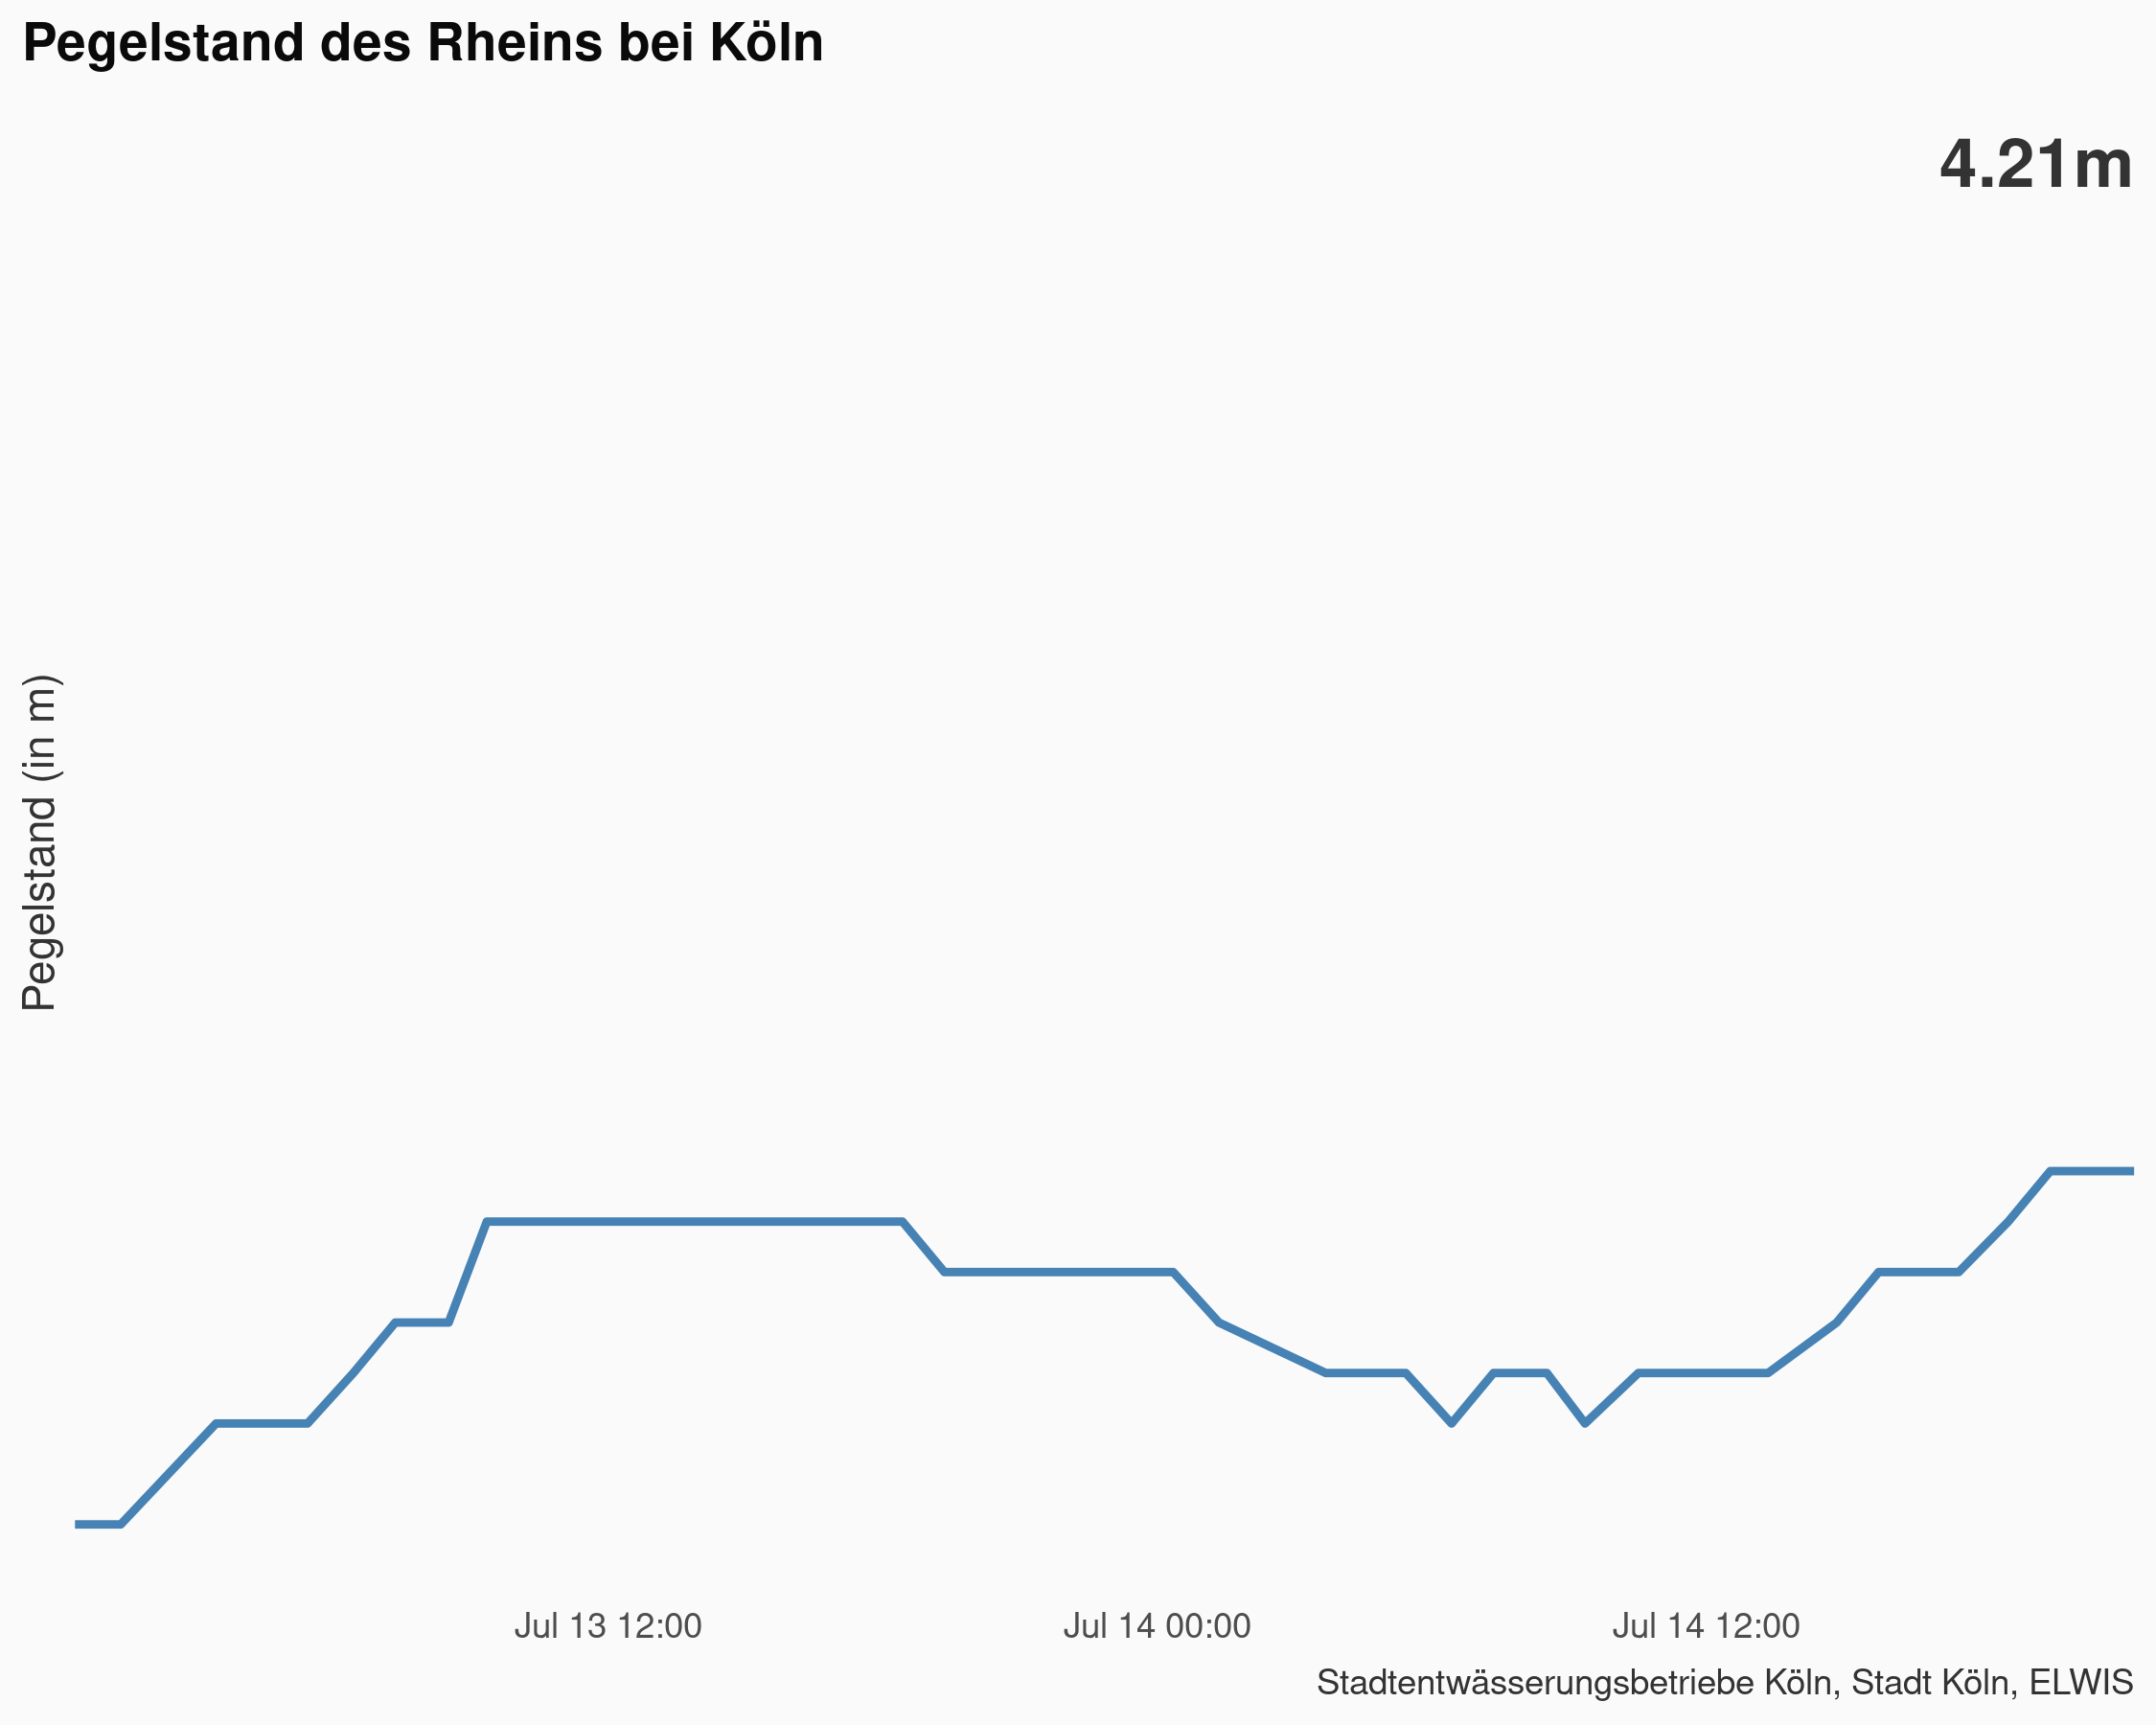 Pegelstand des Rheins bei Köln
4.21m
Pegelstand (in m)
Jul 13 12:00
Jul 14 00:00
Jul 14 12:00
Stadtentwässerungsbetriebe Köln, Stadt Köln, ELWIS